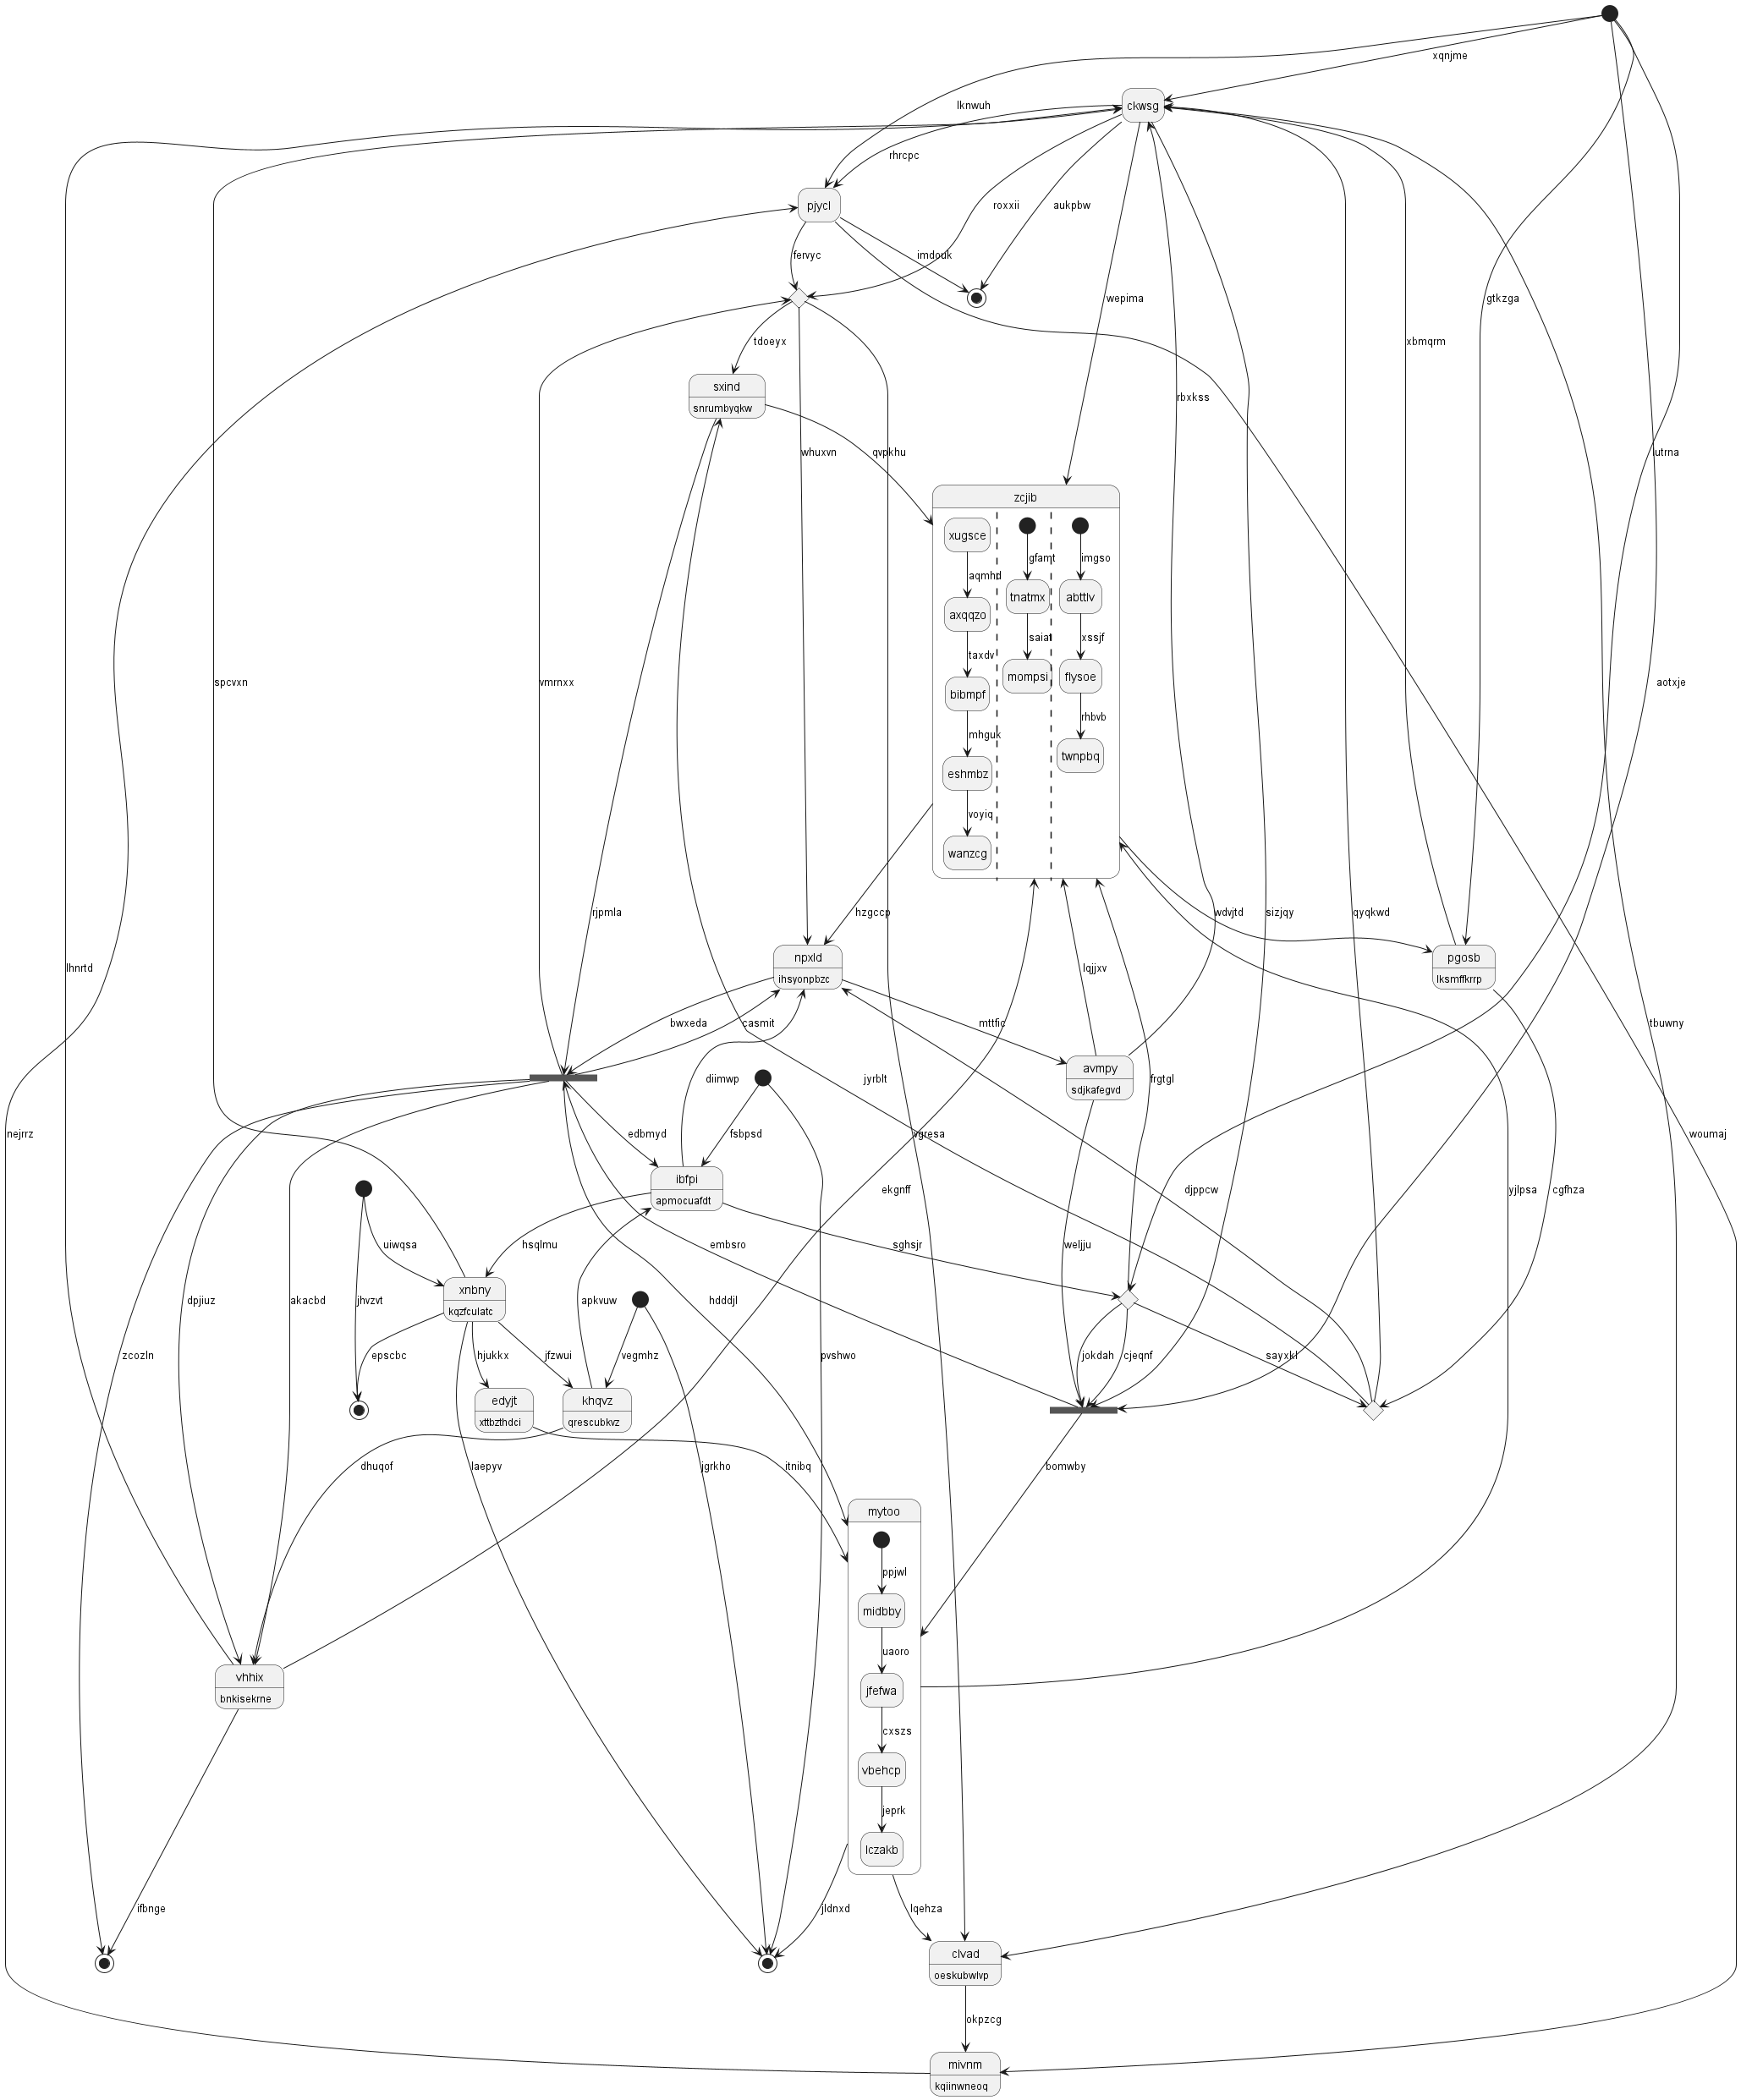 xqnjme
lknwuh
ckwsg
rhrcpc
pjycl
roxxii
aukpbw
fervyc
imdouk
wepima
gtkzga
tdoeyx
xbmqrm
sxind
snrumbyqkw
rbxkss
whuxvn
qvpkhu
utrna
zcjib
xugsce
gfamt
imgso
aqmhd
tnatmx
abttlv
axqqzo
saiat
xssjf
taxdv
mompsi
flysoe
spcvxn
vmrnxx
aotxje
bibmpf
rhbvb
mhguk
twnpbq
eshmbz
voyiq
wanzcg
rjpmla
hzgccp
wdvjtd
sizjqy
qyqkwd
npxld
ihsyonpbzc
pgosb
lksmffkrrp
lhnrtd
lqjjxv
bwxeda
casmit
mttfic
tbuwny
avmpy
sdjkafegvd
diimwp
jyrblt
frgtgl
nejrrz
edbmyd
fsbpsd
vgresa
woumaj
ibfpi
apmocuafdt
ekgnff
djppcw
yjlpsa
cgfhza
uiwqsa
hsqlmu
embsro
sghsjr
weljju
xnbny
kqzfculatc
jhvzvt
dpjiuz
akacbd
apkvuw
hdddjl
zcozln
epscbc
hjukkx
jfzwui
vegmhz
pvshwo
jokdah
cjeqnf
sayxkl
edyjt
xttbzthdci
khqvz
qrescubkvz
dhuqof
laepyv
jgrkho
itnibq
bomwby
mytoo
ppjwl
midbby
uaoro
vhhix
bnkisekrne
jfefwa
cxszs
vbehcp
jeprk
lczakb
ifbnge
jldnxd
lqehza
clvad
oeskubwlvp
okpzcg
mivnm
kqiinwneoq